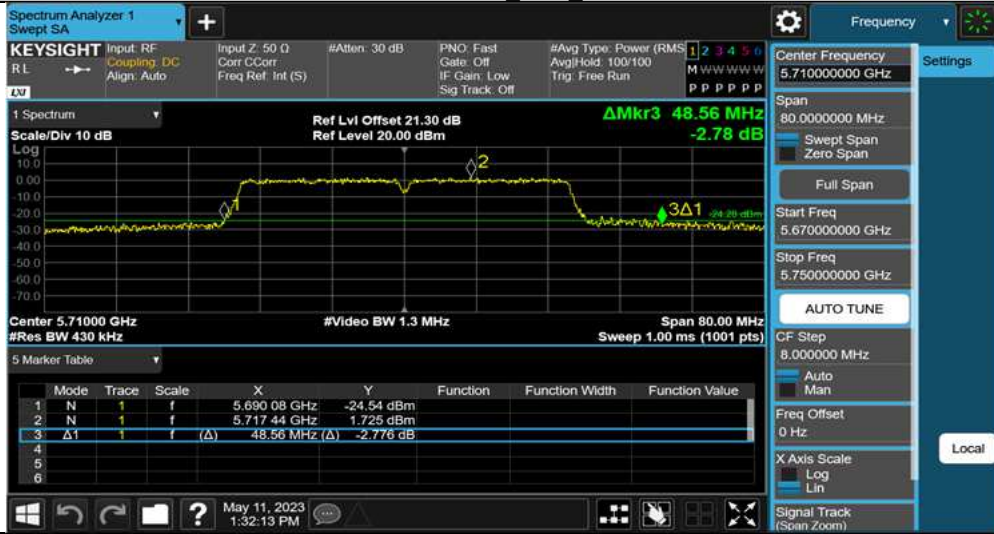 Spectrum Analyzer 1
Swept SA
+
Frequency
KEYSIGHT
RL
LXI
Input: RF
Coupling: DC
Align: Auto
Input Z: 50 Ω
Corr CCorr
Freq Ref: Int (S)
#Atten: 30 dB
PNO: Fast
Gate: Off
IF Gain: Low
Sig Track: Off
#Avg Type: Power (RMS
Avg|Hold: 100/100
Trig: Free Run
1 2 3 4 5 6
M W W W W W
P P P P P P
1 Spectrum
Scale/Div 10 dB
Ref Lvl Offset 21.30 dB
Ref Level 20.00 dBm
ΔMkr3 48.56 MHz
-2.78 dB
Log
10.0
0.00
-10.0
-20.0
-30.0
-40.0
-50.0
-60.0
-70.0
1
2
3Δ1
-24.28 dBm
Center 5.71000 GHz
#Res BW 430 kHz
#Video BW 1.3 MHz
Span 80.00 MHz
Sweep 1.00 ms (1001 pts)
5 Marker Table
Mode Trace Scale X Y Function Function Width Function Value
1 N 1 f 5.690 08 GHz -24.54 dBm
2 N 1 f 5.717 44 GHz 1.725 dBm
3 Δ1 1 f (Δ) 48.56 MHz (Δ) -2.776 dB
4
5
6
Center Frequency
5.710000000 GHz
Span
80.0000000 MHz
Swept Span
Zero Span
Full Span
Start Freq
5.670000000 GHz
Stop Freq
5.750000000 GHz
AUTO TUNE
CF Step
8.000000 MHz
Auto
Man
Freq Offset
0 Hz
X Axis Scale
Log
Lin
Signal Track
(Span Zoom)
Settings
Local
?
May 11, 2023
1:32:13 PM